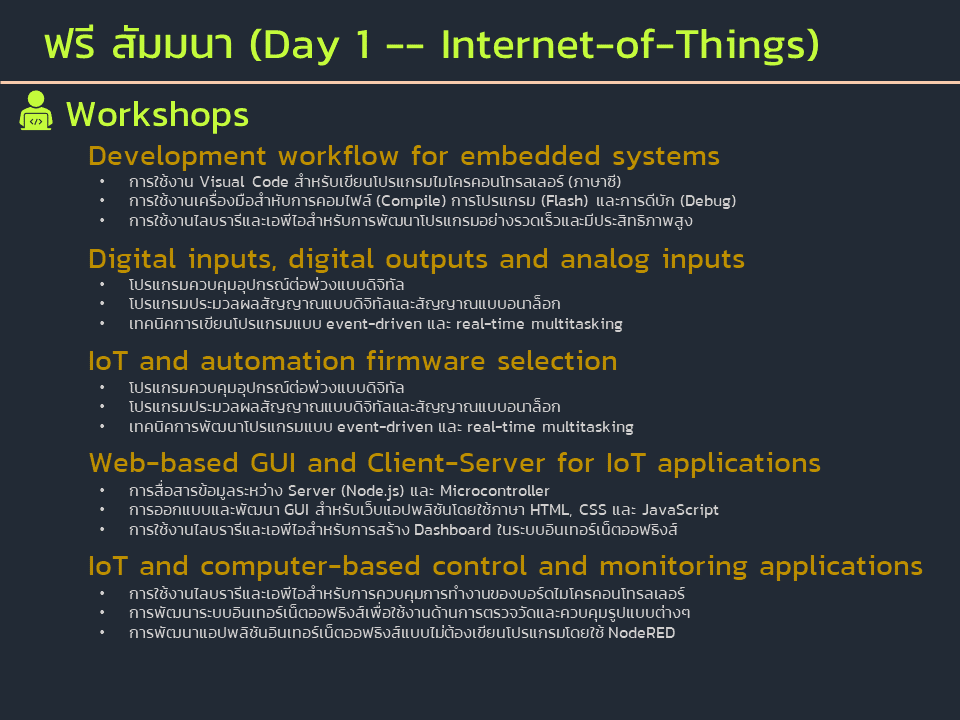 ฟรี สัมมนา (Day 1 -- Internet-of-Things)
Workshops
Development workflow for embedded systems
• การใช้งาน Visual Code สำหรับเขียนโปรแกรมไมโครคอนโทรลเลอร์ (ภาษาซี)
• การใช้งานเครื่องมือสำหับการคอมไฟล์ (Compile) การโปรแกรม (Flash) และการดีบัก (Debug)
• การใช้งานไลบรารีและเอพีไอสำหรับการพัฒนาโปรแกรมอย่างรวดเร็วและมีประสิทธิภาพสูง
Digital inputs, digital outputs and analog inputs
• โปรแกรมควบคุมอุปกรณ์ต่อพ่วงแบบดิจิทัล
• โปรแกรมประมวลผลสัญญาณแบบดิจิทัลและสัญญาณแบบอนาล็อก
• เทคนิคการเขียนโปรแกรมแบบ event-driven และ real-time multitasking
IoT and automation firmware selection
• โปรแกรมควบคุมอุปกรณ์ต่อพ่วงแบบดิจิทัล
• โปรแกรมประมวลผลสัญญาณแบบดิจิทัลและสัญญาณแบบอนาล็อก
• เทคนิคการพัฒนาโปรแกรมแบบ event-driven และ real-time multitasking
Web-based GUI and Client-Server for IoT applications
• การสื่อสารข้อมูลระหว่าง Server (Node.js) และ Microcontroller
• การออกแบบและพัฒนา GUI สำหรับเว็บแอปพลิชันโดยใช้ภาษา HTML, CSS และ JavaScript
• การใช้งานไลบรารีและเอพีไอสำหรับการสร้าง Dashboard ในระบบอินเทอร์เน็ตออฟธิงส์
IoT and computer-based control and monitoring applications
• การใช้งานไลบรารีและเอพีไอสำหรับการควบคุมการทำงานของบอร์ดไมโครคอนโทรลเลอร์
• การพัฒนาระบบอินเทอร์เน็ตออฟธิงส์เพื่อใช้งานด้านการตรวจวัดและควบคุมรูปแบบต่างๆ
• การพัฒนาแอปพลิชันอินเทอร์เน็ตออฟธิงส์แบบไม่ต้องเขียนโปรแกรมโดยใช้ NodeRED